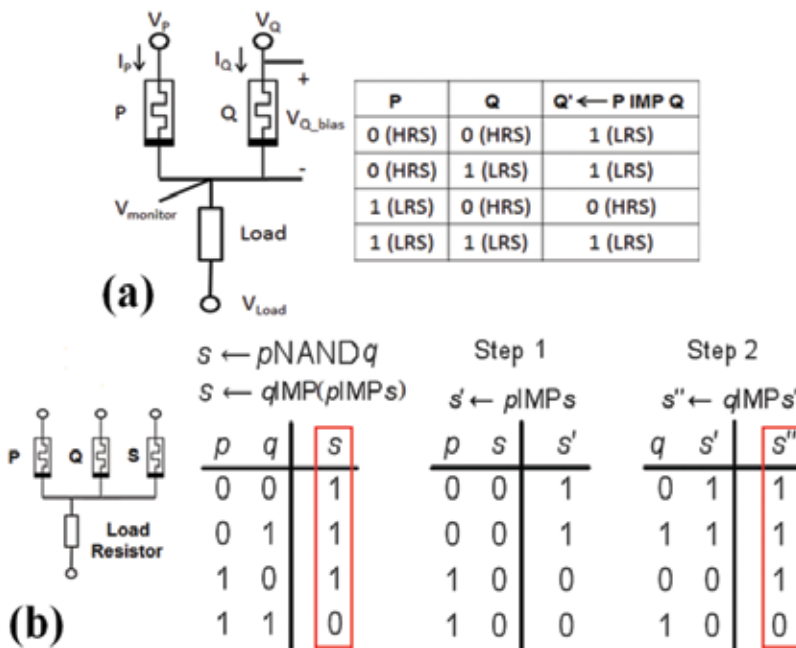 V_P V_Q
I_P I_Q
+
P Q V_Q_bias
-
V_monitor
Load
(a)
V_Load
P Q Q' ← P IMP Q
0 (HRS) 0 (HRS) 1 (LRS)
0 (HRS) 1 (LRS) 1 (LRS)
1 (LRS) 0 (HRS) 0 (HRS)
1 (LRS) 1 (LRS) 1 (LRS)
P Q S
Load
Resistor
(b)
s ← pNANDq
s ← qIMP(pIMPs)
p q s
0 0 1
0 1 1
1 0 1
1 1 0
Step 1
s' ← pIMPs
p s s'
0 0 1
0 0 1
1 0 0
1 0 0
Step 2
s'' ← qIMPs'
q s' s''
0 1 1
1 1 1
0 0 1
1 0 0